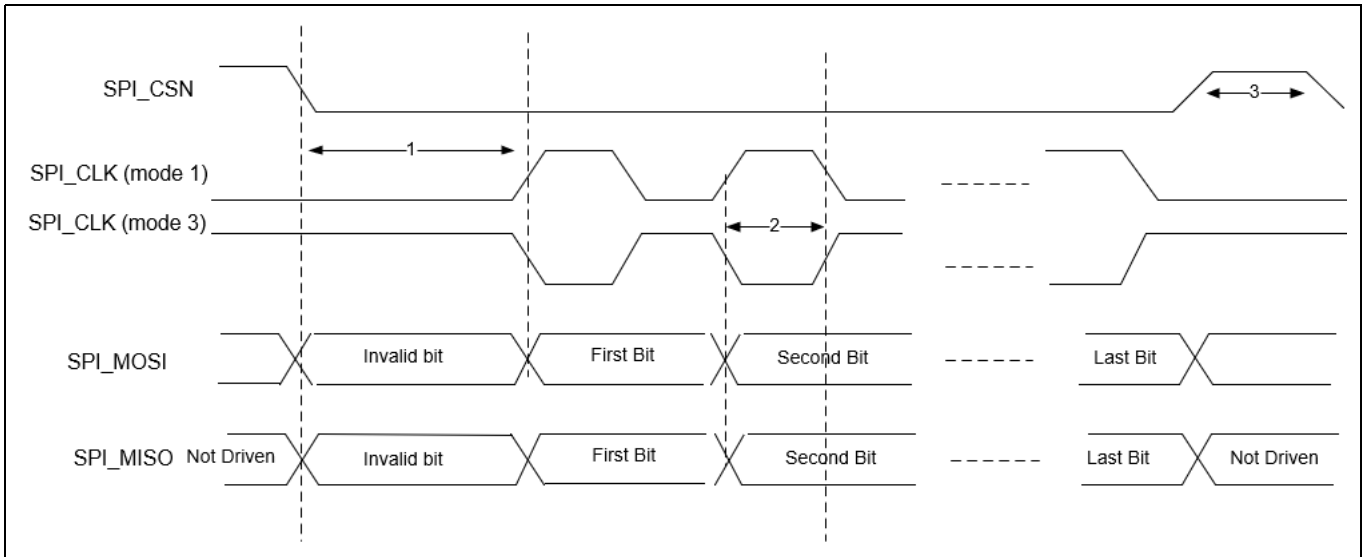 SPI_CSN
3
1
SPI_CLK (mode 1)
SPI_CLK (mode 3)
2
SPI_MOSI Invalid bit First Bit Second Bit Last Bit
SPI_MISO Not Driven Invalid bit First Bit Second Bit Last Bit Not Driven